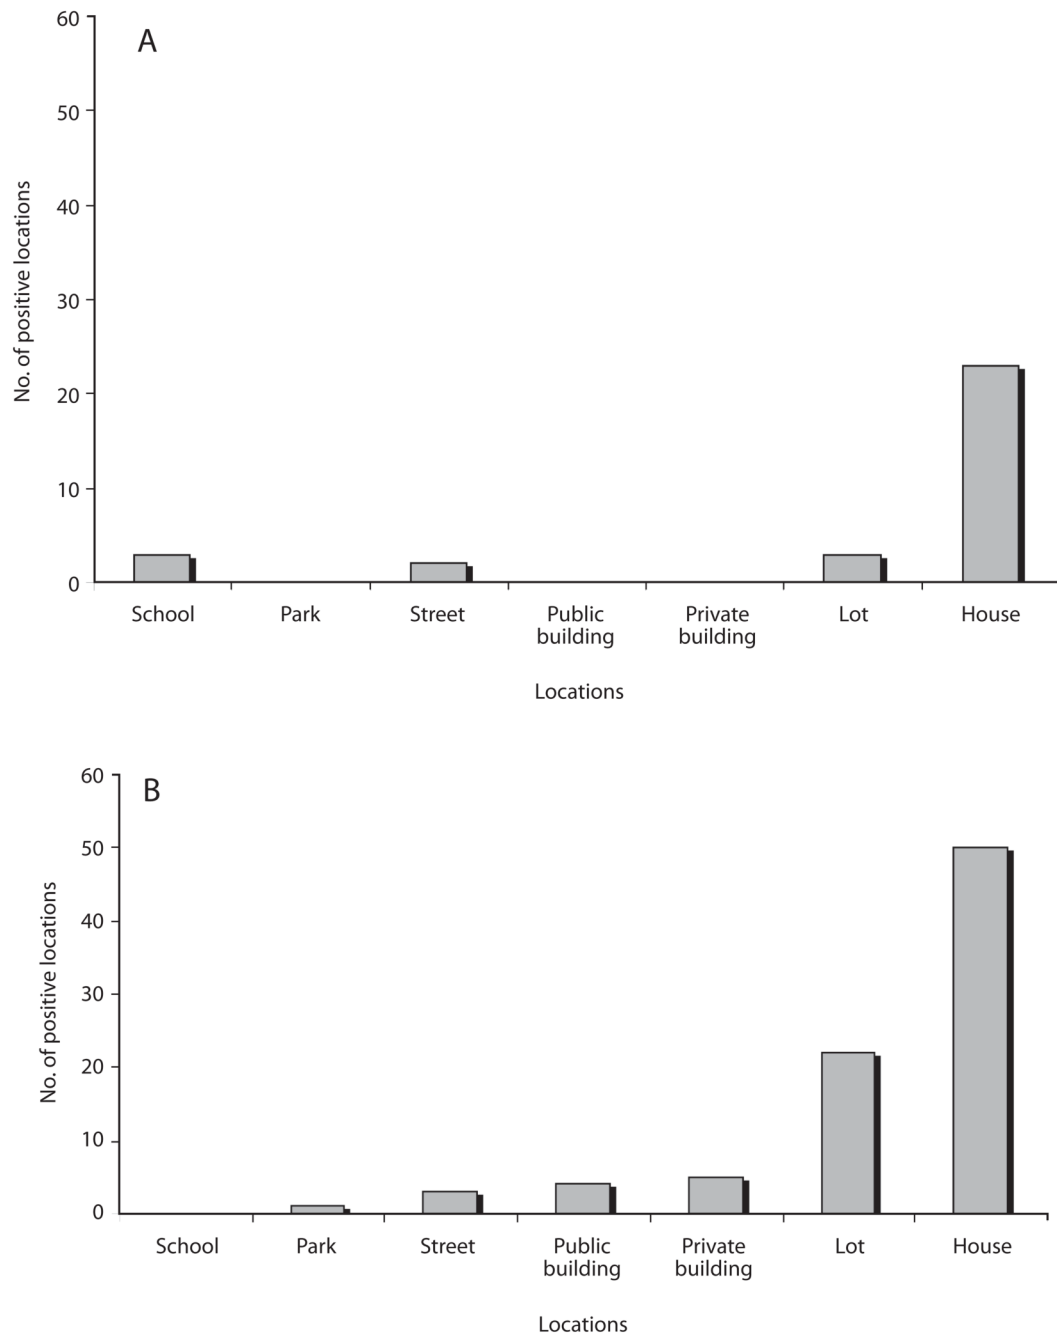 A
60
50
40
30
20
10
0
No. of positive locations
School Park Street Public building Private building Lot House
Locations
B
60
50
40
30
20
10
0
No. of positive locations
School Park Street Public building Private building Lot House
Locations